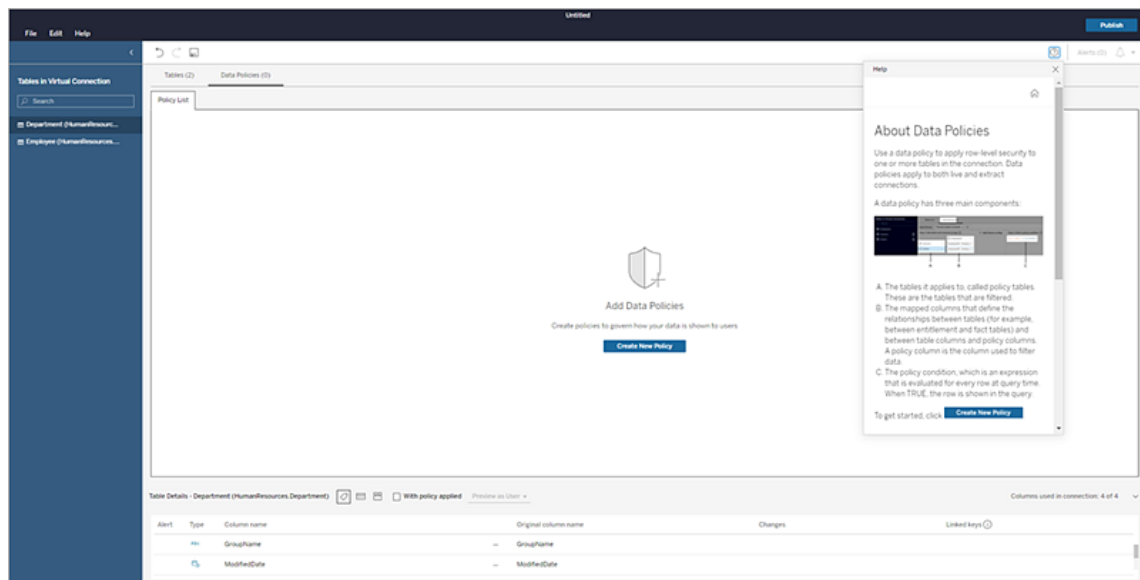 Untitled
Publish
File Edit Help
Alerts (0)
Tables in Virtual Connection
Search
Department (HumanResourc...
Employee (HumanResources....
Tables (2) Data Policies (0)
Policy List
Add Data Policies
Create policies to govern how your data is shown to users
Create New Policy
Help
About Data Policies
Use a data policy to apply row-level security to
one or more tables in the connection. Data
policies apply to both live and extract
connections.
A data policy has three main components:
A B C
A. The tables it applies to, called policy tables.
These are the tables that are filtered.
B. The mapped columns that define the
relationships between tables (for example,
between entitlement and fact tables) and
between table columns and policy columns.
A policy column is the column used to filter
data.
C. The policy condition, which is an expression
that is evaluated for every row at query time.
When TRUE, the row is shown in the query.
To get started, click Create New Policy
Table Details - Department (HumanResources.Department) With policy applied Preview as User Columns used in connection: 4 of 4
Alert Type Column name Original column name Changes Linked keys
Abc GroupName GroupName
ModifiedDate ModifiedDate